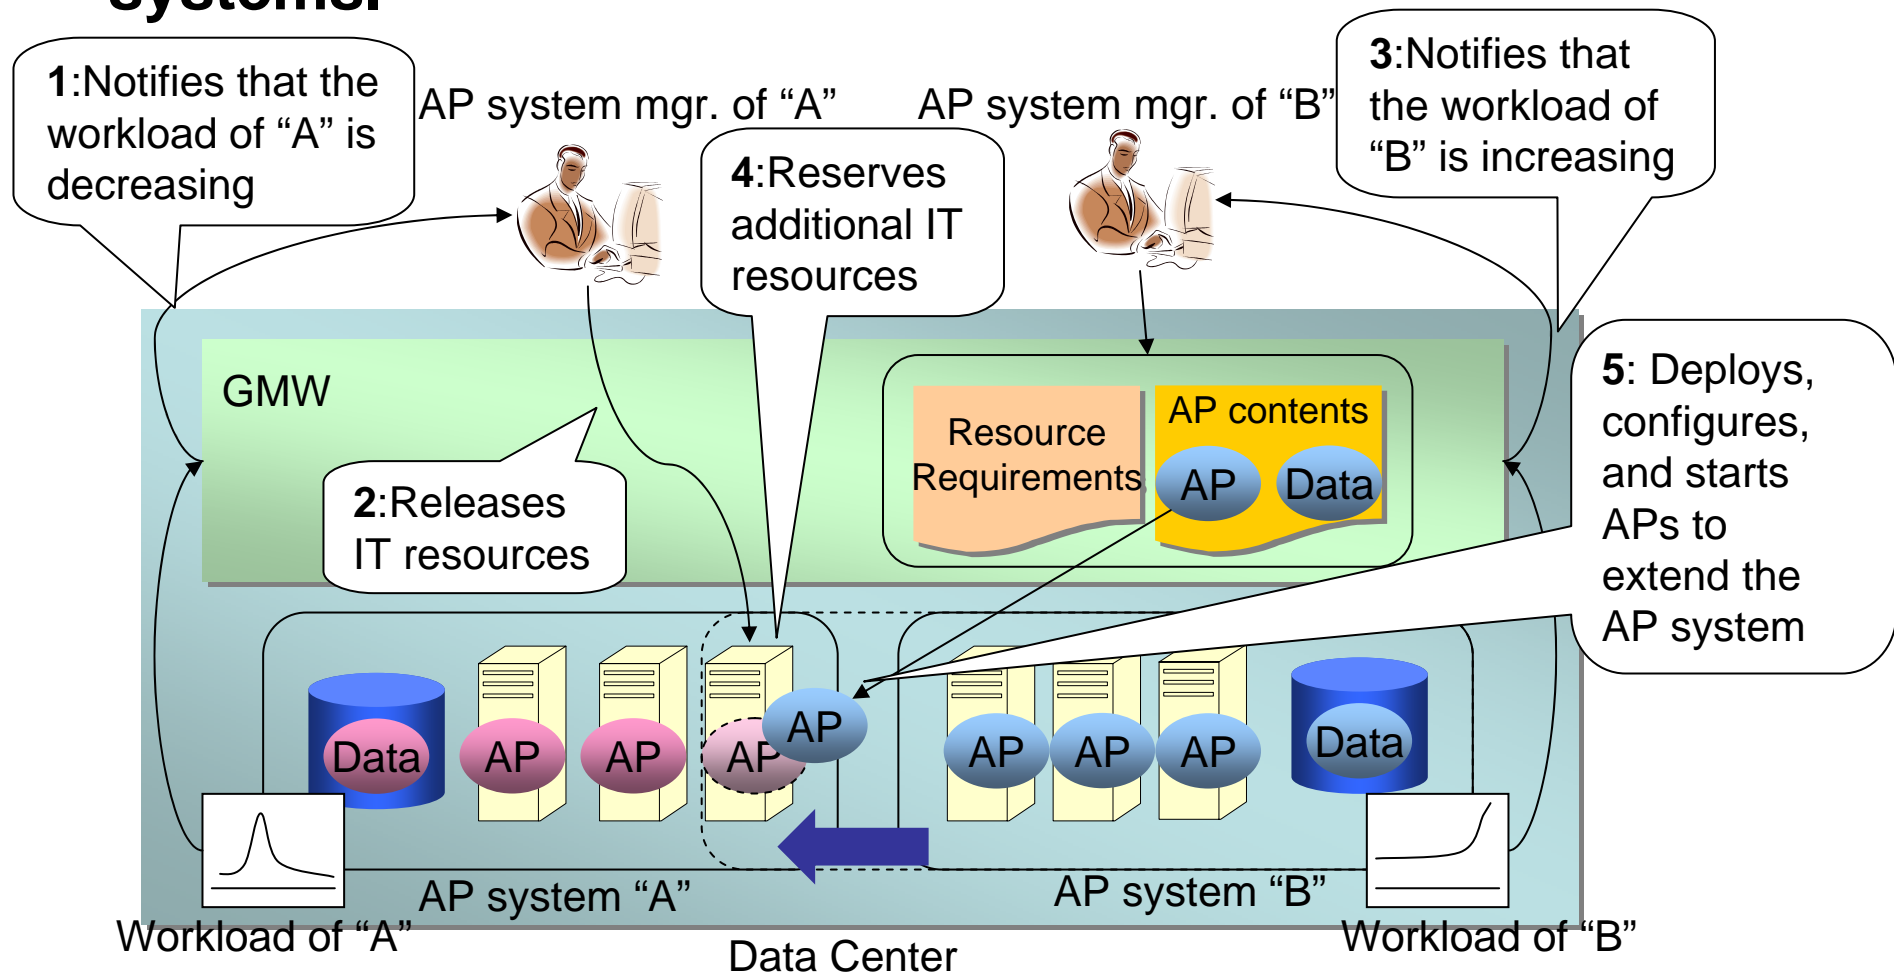 systems.
1:Notifies that the
workload of “A” is
decreasing
AP system mgr. of “A”
AP system mgr. of “B”
3:Notifies that
the workload of
“B” is increasing
4:Reserves
additional IT
resources
GMW
Resource
Requirements
AP contents
AP
Data
5: Deploys,
configures,
and starts
APs to
extend the
AP system
2:Releases
IT resources
Data
AP
AP
AP
AP
AP
AP
AP
Data
AP system “A”
AP system “B”
Workload of “A”
Workload of “B”
Data Center